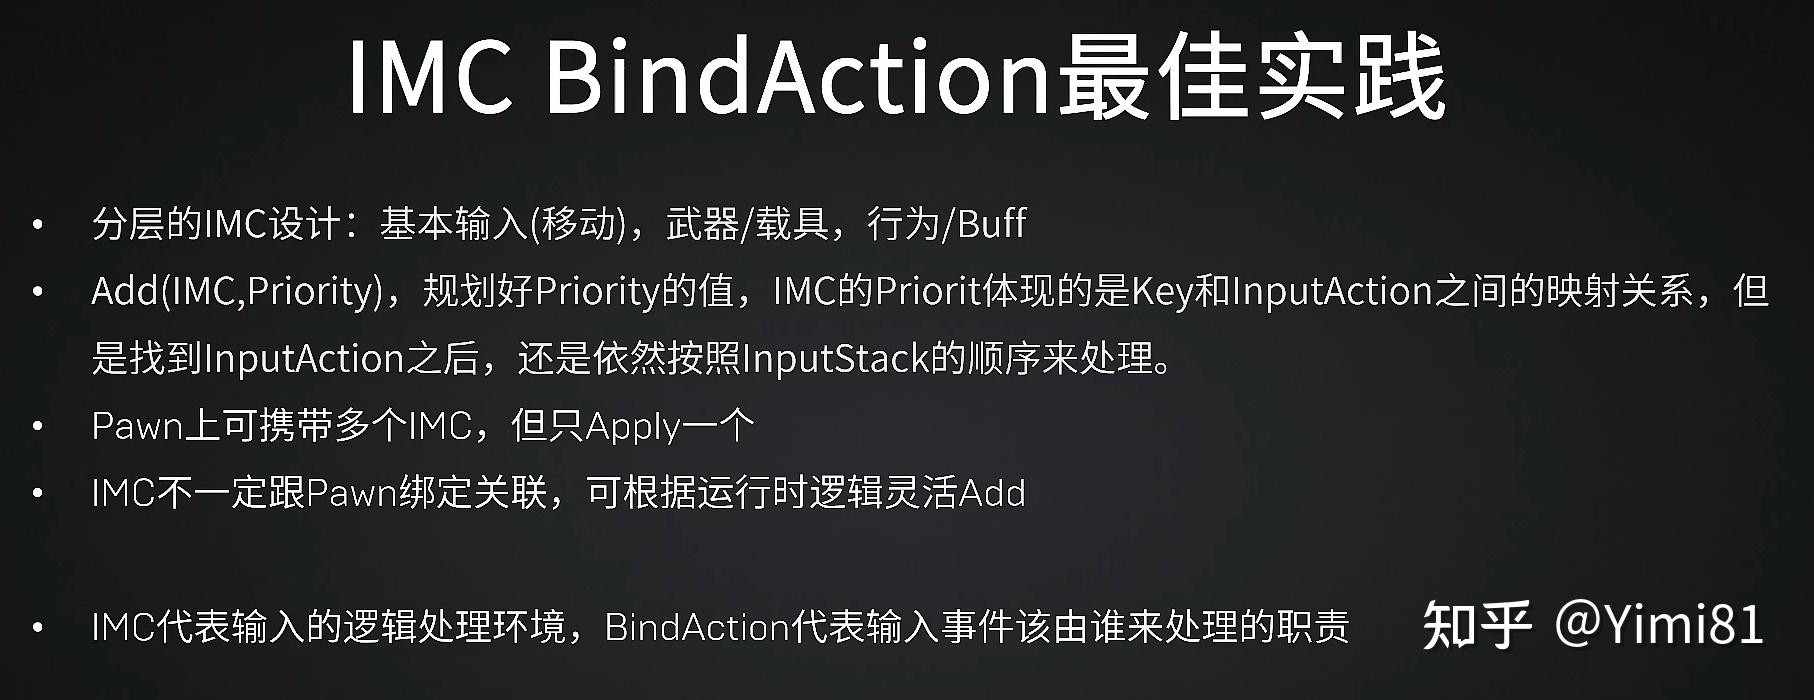 IMC BindAction最佳实践
• 分层的IMC设计：基本输入(移动)，武器/载具，行为/Buff
• Add(IMC,Priority)，规划好Priority的值，IMC的Priorit体现的是Key和InputAction之间的映射关系，但
是找到InputAction之后，还是依然按照InputStack的顺序来处理。
• Pawn上可携带多个IMC，但只Apply一个
• IMC不一定跟Pawn绑定关联，可根据运行时逻辑灵活Add
• IMC代表输入的逻辑处理环境，BindAction代表输入事件该由谁来处理的职责
知乎 @Yimi81